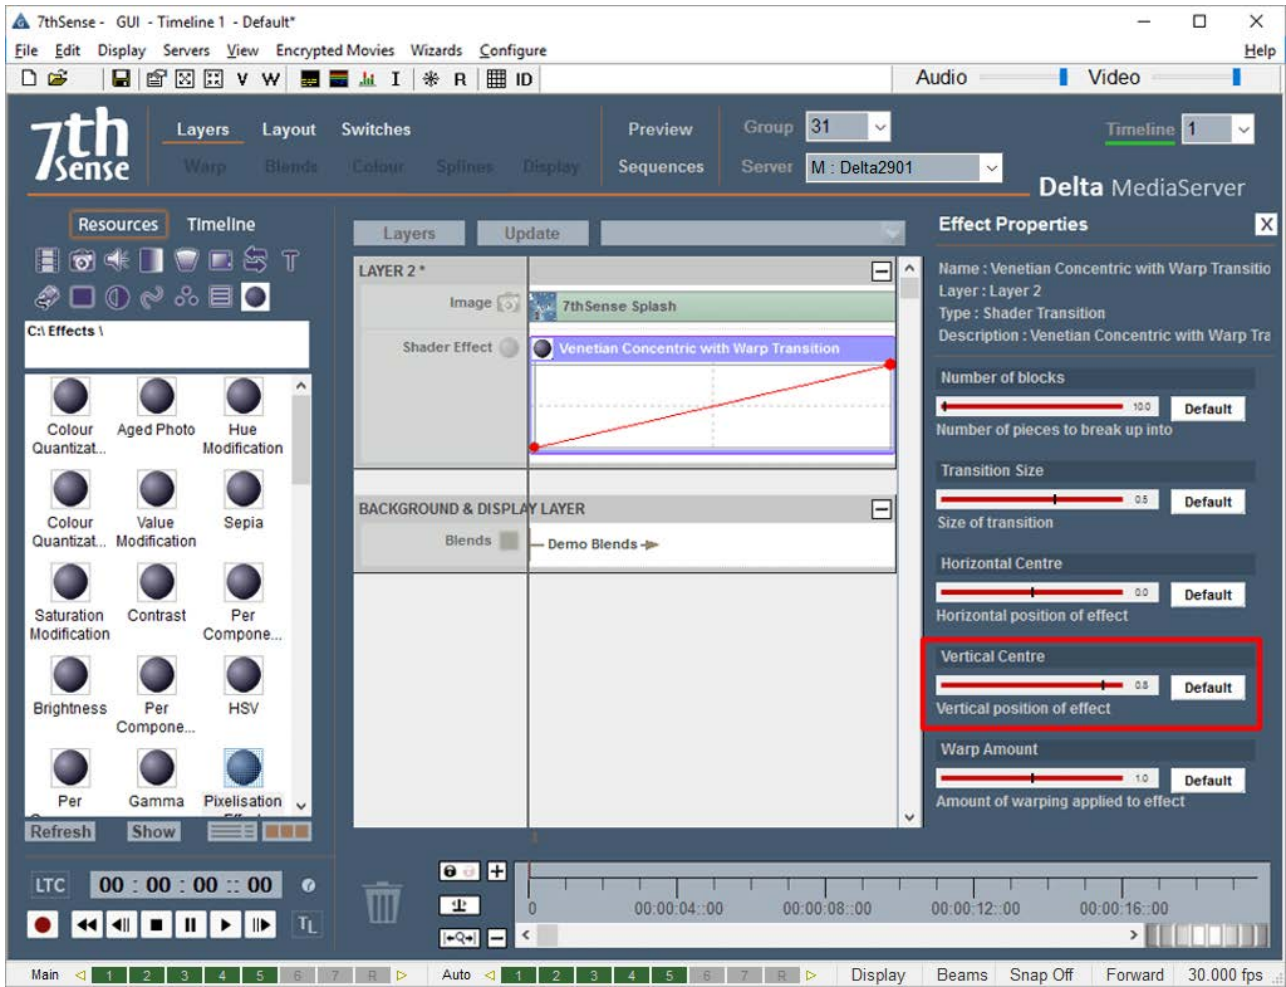 7thSense - GUI - Timeline 1 - Default*
File Edit Display Servers View Encrypted Movies Wizards Configure Help
V W I R ID Audio Video
7th Sense
Layers Layout Switches Preview Group 31 Timeline 1
Warp Blends Colour Splines Display Sequences Server M : Delta2901
Delta MediaServer
Resources Timeline
T
C:\ Effects \
Colour Quantizat...
Aged Photo
Hue Modification
Colour Quantizat...
Value Modification
Sepia
Saturation Modification
Contrast
Per Compone...
Brightness
Per Compone...
HSV
Per
Gamma
Pixelisation
Refresh Show
LTC 00 : 00 : 00 :: 00
TL
Layers Update
LAYER 2 *
Image 7thSense Splash
Shader Effect Venetian Concentric with Warp Transition
BACKGROUND & DISPLAY LAYER
Blends Demo Blends
0 00:00:04::00 00:00:08::00 00:00:12::00 00:00:16::00
Effect Properties X
Name : Venetian Concentric with Warp Transitio
Layer : Layer 2
Type : Shader Transition
Description : Venetian Concentric with Warp Tra
Number of blocks
10.0 Default
Number of pieces to break up into
Transition Size
0.5 Default
Size of transition
Horizontal Centre
0.0 Default
Horizontal position of effect
Vertical Centre
0.8 Default
Vertical position of effect
Warp Amount
1.0 Default
Amount of warping applied to effect
Main 1 2 3 4 5 6 7 R Auto 1 2 3 4 5 6 7 R Display Beams Snap Off Forward 30.000 fps